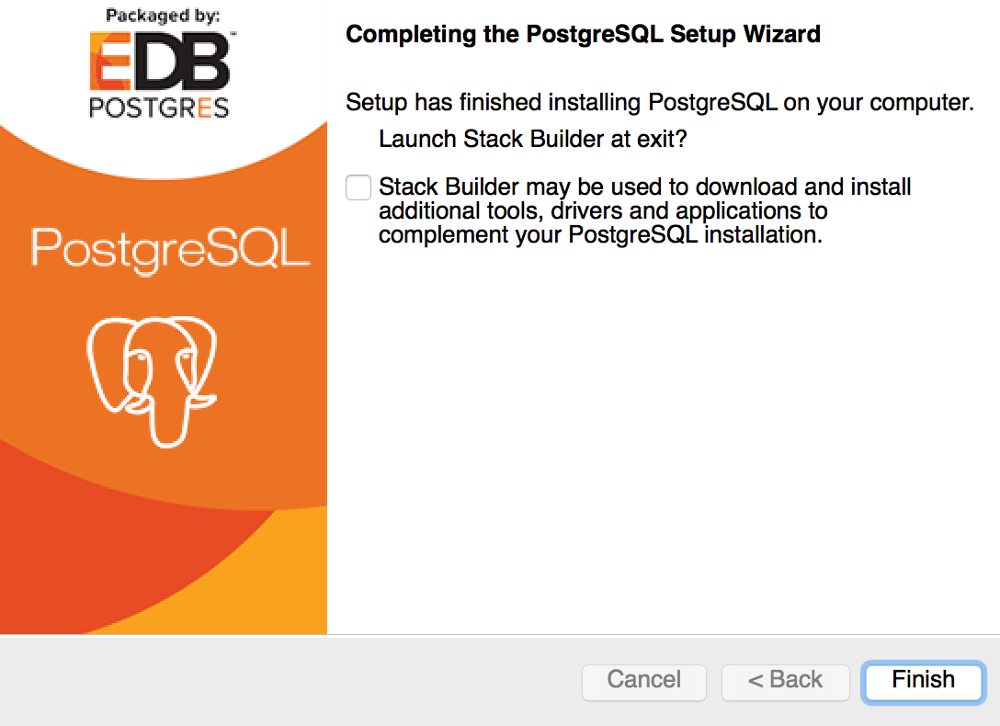 Packaged by:
EDB™
POSTGRES
PostgreSQL
Completing the PostgreSQL Setup Wizard
Setup has finished installing PostgreSQL on your computer.
Launch Stack Builder at exit?
Stack Builder may be used to download and install
additional tools, drivers and applications to
complement your PostgreSQL installation.
Cancel
< Back
Finish